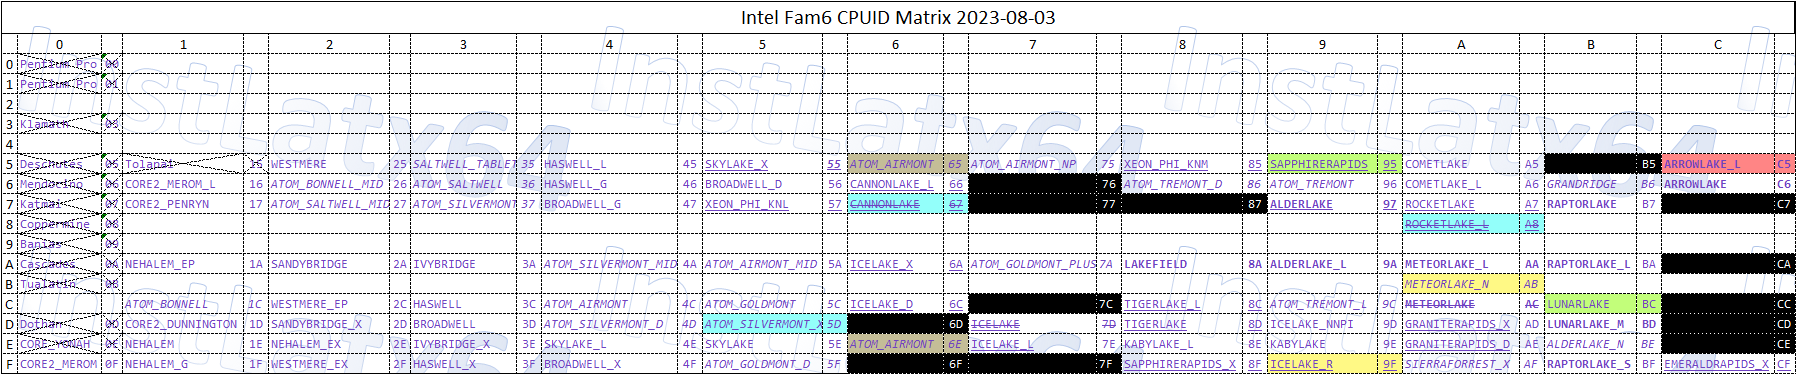 Intel Fam6 CPUID Matrix 2023-08-03
0 1 2 3 4 5 6 7 8 9 A B C
0 Pentium Pro 00
1 Pentium Pro 01
2
3 Klamath 03
4
5 Deschutes 05 Tolapai 15 WESTMERE 25 SALTWELL_TABLET 35 HASWELL_L 45 SKYLAKE_X 55 ATOM_AIRMONT 65 ATOM_AIRMONT_NP 75 XEON_PHI_KNM 85 SAPPHIRERAPIDS 95 COMETLAKE A5 B5 ARROWLAKE_L C5
6 Mendocino 06 CORE2_MEROM_L 16 ATOM_BONNELL_MID 26 ATOM_SALTWELL 36 HASWELL_G 46 BROADWELL_D 56 CANNONLAKE_L 66 76 ATOM_TREMONT_D 86 ATOM_TREMONT 96 COMETLAKE_L A6 GRANDRIDGE B6 ARROWLAKE C6
7 Katmai 07 CORE2_PENRYN 17 ATOM_SALTWELL_MID 27 ATOM_SILVERMONT 37 BROADWELL_G 47 XEON_PHI_KNL 57 CANNONLAKE 67 77 87 ALDERLAKE 97 ROCKETLAKE A7 RAPTORLAKE B7 C7
8 Coppermine 08 ROCKETLAKE_L A8
9 Banias 09
A Cascades 0A NEHALEM_EP 1A SANDYBRIDGE 2A IVYBRIDGE 3A ATOM_SILVERMONT_MID 4A ATOM_AIRMONT_MID 5A ICELAKE_X 6A ATOM_GOLDMONT_PLUS 7A LAKEFIELD 8A ALDERLAKE_L 9A METEORLAKE_L AA RAPTORLAKE_L BA CA
B Tualatin 0B METEORLAKE_N AB
C ATOM_BONNELL 1C WESTMERE_EP 2C HASWELL 3C ATOM_AIRMONT 4C ATOM_GOLDMONT 5C ICELAKE_D 6C 7C TIGERLAKE_L 8C ATOM_TREMONT_L 9C METEORLAKE AC LUNARLAKE BC CC
D Dothan 0D CORE2_DUNNINGTON 1D SANDYBRIDGE_X 2D BROADWELL 3D ATOM_SILVERMONT_D 4D ATOM_SILVERMONT_X 5D 6D ICELAKE 7D TIGERLAKE 8D ICELAKE_NNPI 9D GRANITERAPIDS_X AD LUNARLAKE_M BD CD
E CORE_YONAH 0E NEHALEM 1E NEHALEM_EX 2E IVYBRIDGE_X 3E SKYLAKE_L 4E SKYLAKE 5E ATOM_AIRMONT 6E ICELAKE_L 7E KABYLAKE_L 8E KABYLAKE 9E GRANITERAPIDS_D AE ALDERLAKE_N BE CE
F CORE2_MEROM 0F NEHALEM_G 1F WESTMERE_EX 2F HASWELL_X 3F BROADWELL_X 4F ATOM_GOLDMONT_D 5F 6F 7F SAPPHIRERAPIDS_X 8F ICELAKE_R 9F SIERRAFORREST_X AF RAPTORLAKE_S BF EMERALDRAPIDS_X CF
InstLatx64
InstLatx64
InstLatx64